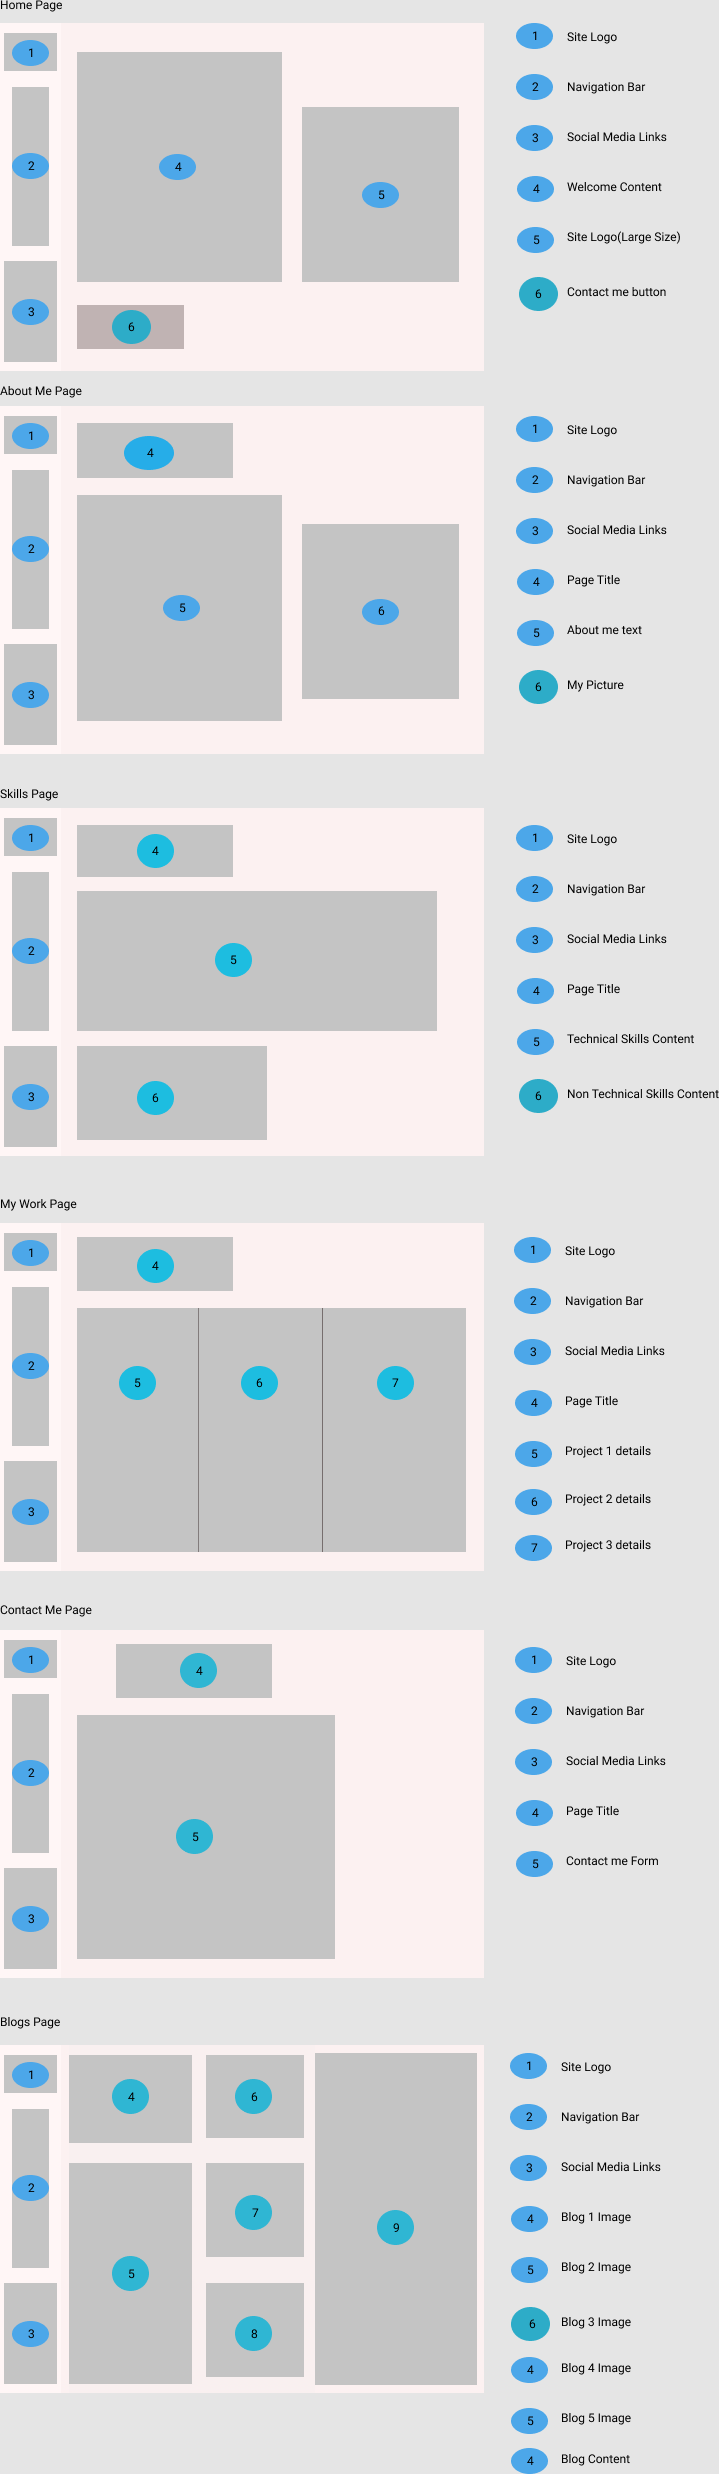 Home Page
1
1 Site Logo
2 Navigation Bar
3 Social Media Links
2
4
5
4 Welcome Content
5 Site Logo(Large Size)
3
6
6 Contact me button
About Me Page
1
4
1 Site Logo
2 Navigation Bar
3 Social Media Links
2
5
6
4 Page Title
5 About me text
3
6 My Picture
Skills Page
1
4
1 Site Logo
2 Navigation Bar
3 Social Media Links
2
5
4 Page Title
5 Technical Skills Content
3
6
6 Non Technical Skills Content
My Work Page
1
4
1 Site Logo
2 Navigation Bar
3 Social Media Links
2
5
6
7
4 Page Title
5 Project 1 details
3
6 Project 2 details
7 Project 3 details
Contact Me Page
1
4
1 Site Logo
2 Navigation Bar
3 Social Media Links
2
5
4 Page Title
5 Contact me Form
3
Blogs Page
1
4
6
1 Site Logo
2 Navigation Bar
3 Social Media Links
2
7
9
4 Blog 1 Image
5
5 Blog 2 Image
3
8
6 Blog 3 Image
4 Blog 4 Image
5 Blog 5 Image
4 Blog Content